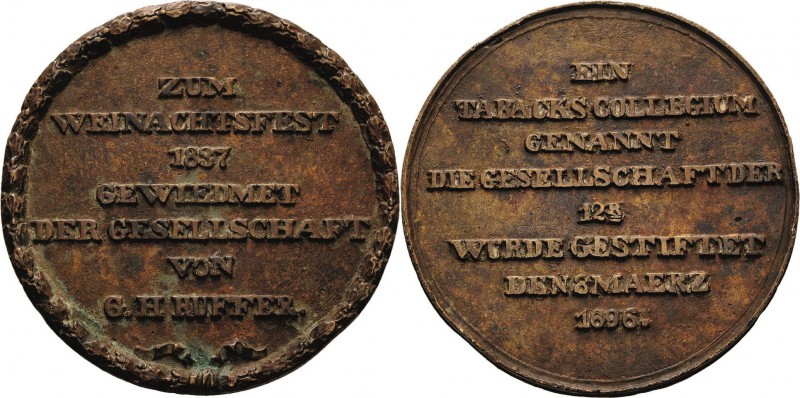 ZUM
WEINACHTSFEST
1837
GEWIEDMET
DER GESELLSCHAFT
VON
G. H RUFFER.
EIN
TABACKS COLLEGIUM
GENANNT
DIE GESELLSCHAFT DER
12R
WURDE GESTIFTET
DEN 8 MAERZ
1696.